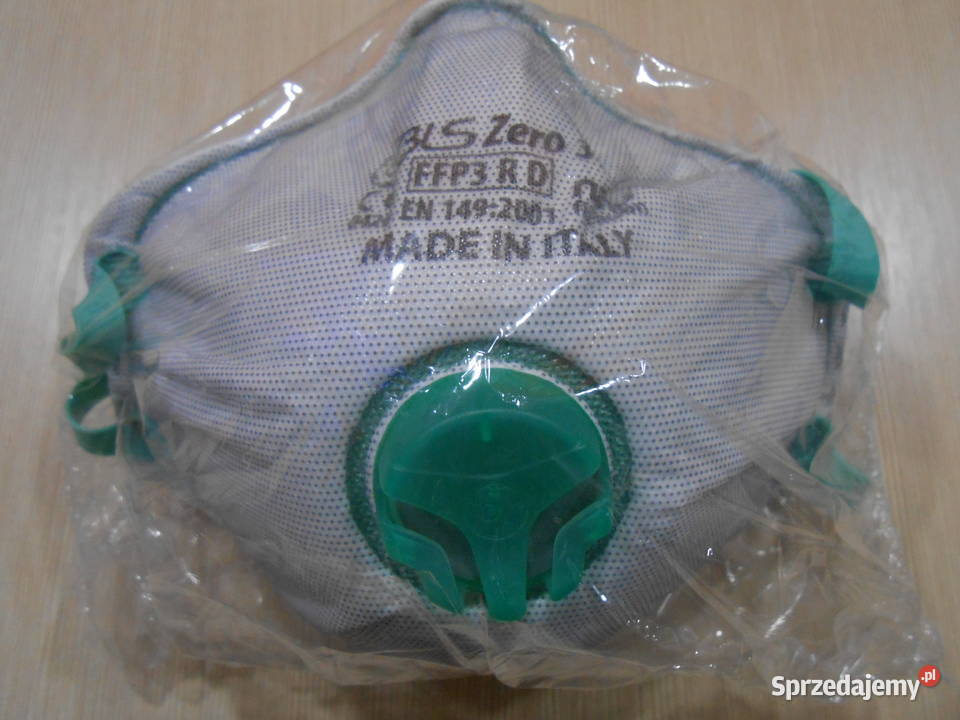 BLS Zero
FFP3 R D
EN 149:2001
MADE IN ITALY
Sprzedajemy.pl